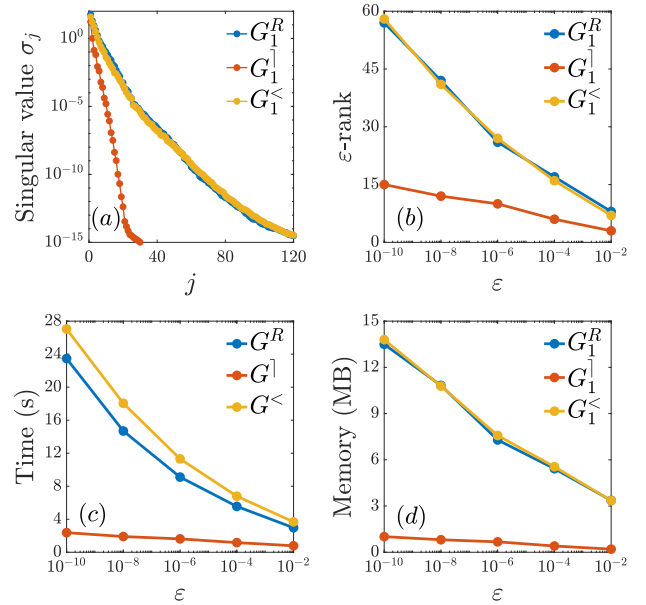 Singular value σ_j
10^0
10^−5
10^−10
10^−15
0 40 80 120
j
(a)
G_1^R
G_1^⌉
G_1^<
ε-rank
60
45
30
15
0
10^−10 10^−8 10^−6 10^−4 10^−2
ε
(b)
G_1^R
G_1^⌉
G_1^<
Time (s)
28
24
20
16
12
8
4
0
10^−10 10^−8 10^−6 10^−4 10^−2
ε
(c)
G^R
G^⌉
G^<
Memory (MB)
15
12
9
6
3
0
10^−10 10^−8 10^−6 10^−4 10^−2
ε
(d)
G_1^R
G_1^⌉
G_1^<